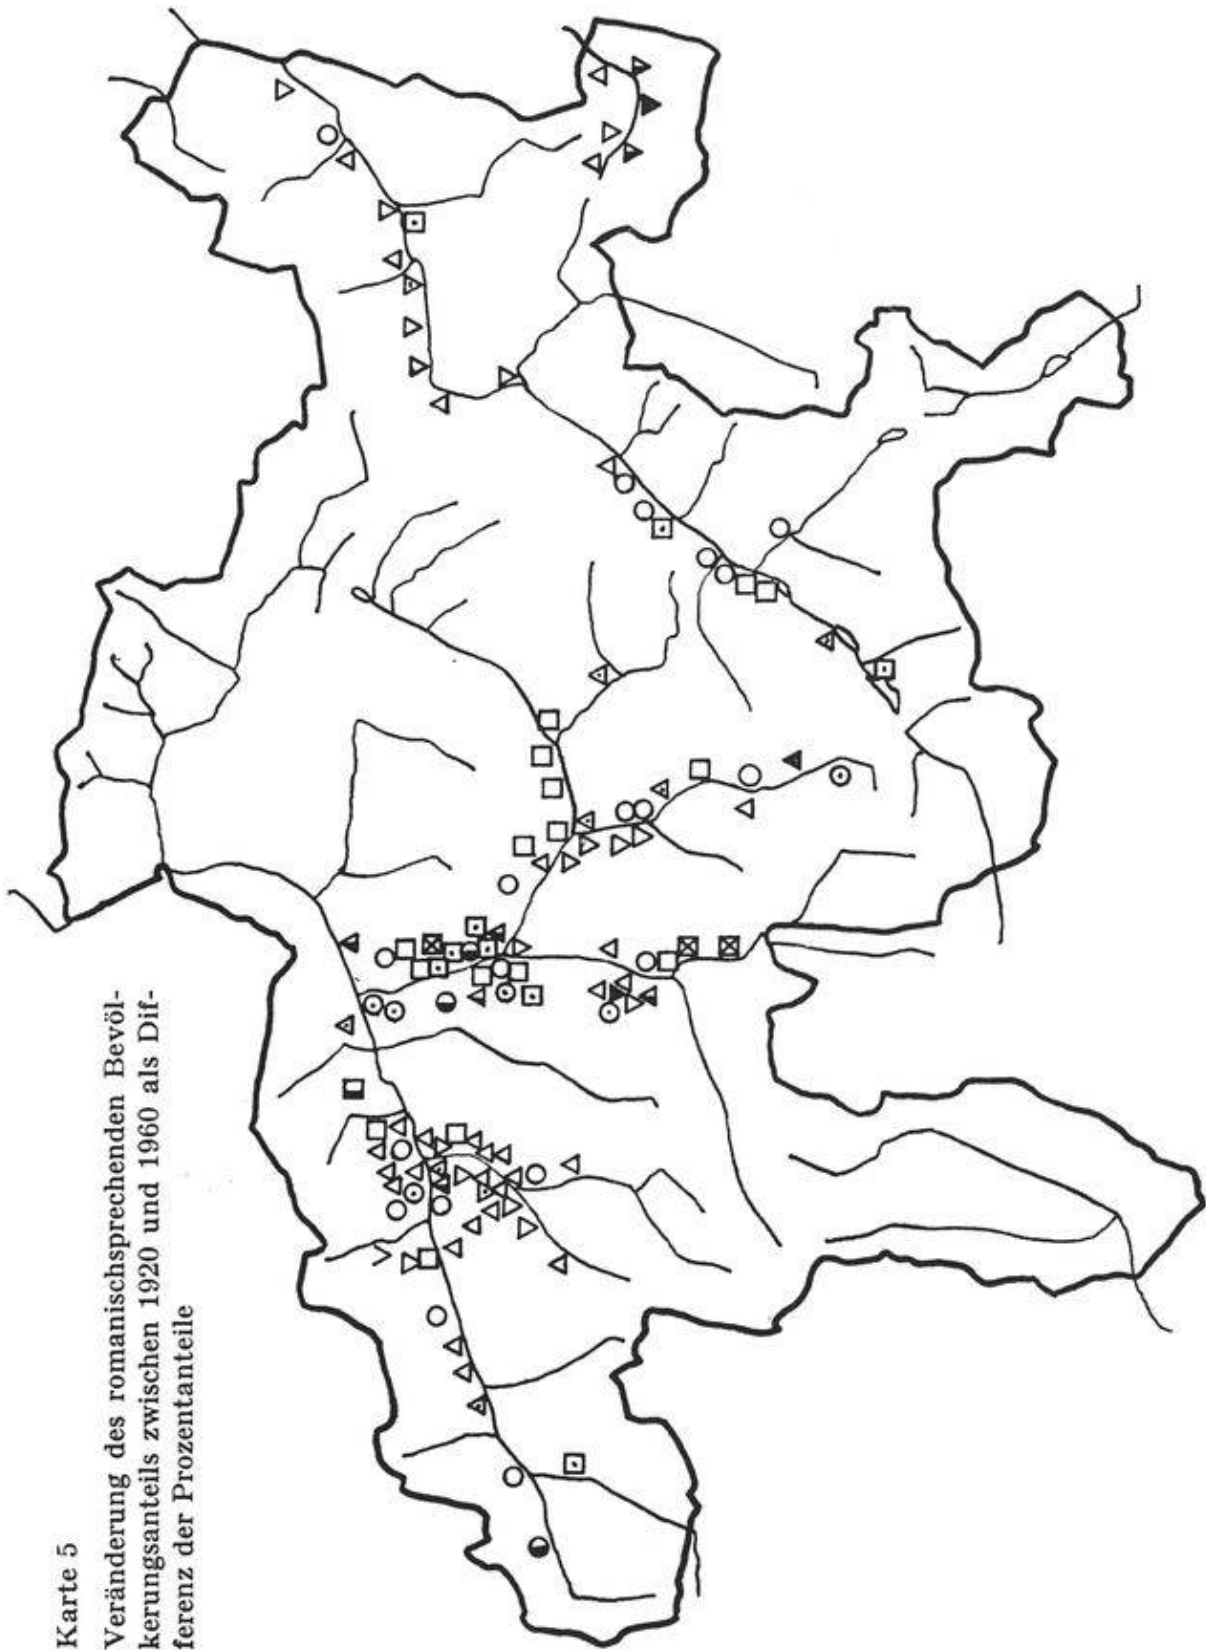 Karte 5
Veränderung des romanischsprechenden Bevöl-
kerungsanteils zwischen 1920 und 1960 als Dif-
ferenz der Prozentanteile